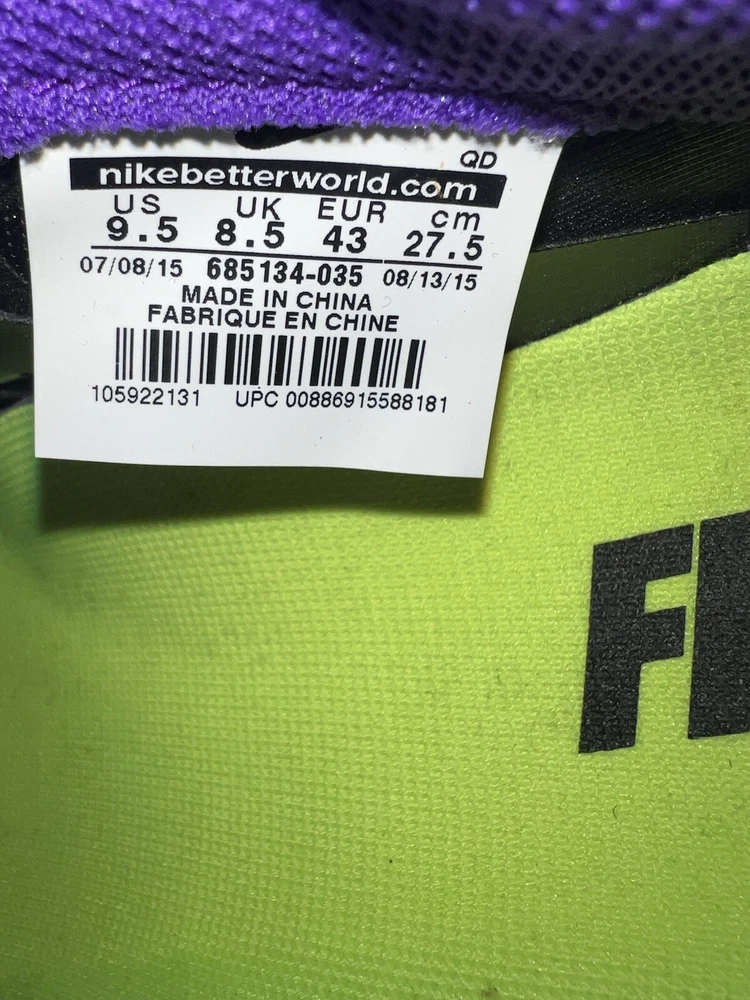 QD
nikebetterworld.com
US UK EUR cm
9.5 8.5 43 27.5
07/08/15 685134-035 08/13/15
MADE IN CHINA
FABRIQUE EN CHINE
105922131 UPC 00886915588181